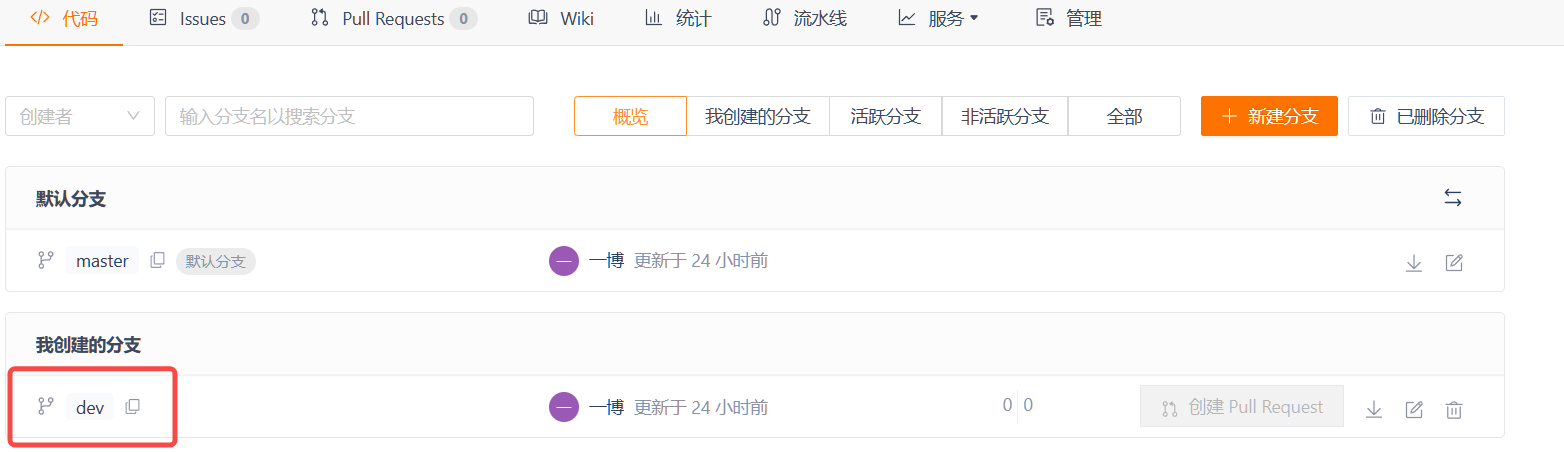 代码 Issues 0 Pull Requests 0 Wiki 统计 流水线 服务 管理
创建者 输入分支名以搜索分支 概览 我创建的分支 活跃分支 非活跃分支 全部 新建分支 已删除分支
默认分支
master 默认分支 一 一博 更新于 24 小时前
我创建的分支
dev 一 一博 更新于 24 小时前 0 0 创建 Pull Request